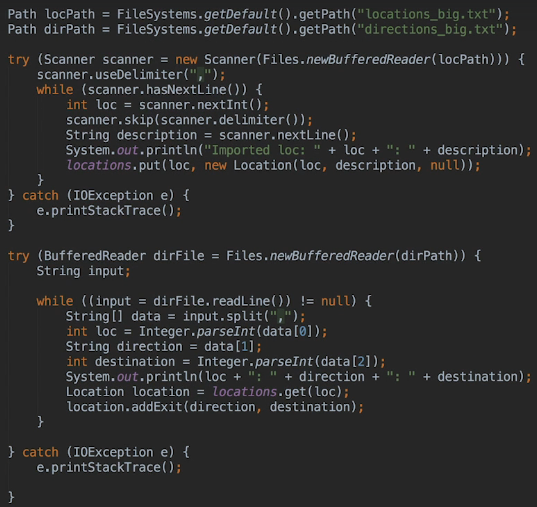 Path locPath = FileSystems.getDefault().getPath("locations_big.txt");
Path dirPath = FileSystems.getDefault().getPath("directions_big.txt");

try (Scanner scanner = new Scanner(Files.newBufferedReader(locPath))) {
    scanner.useDelimiter(",");
    while (scanner.hasNextLine()) {
        int loc = scanner.nextInt();
        scanner.skip(scanner.delimiter());
        String description = scanner.nextLine();
        System.out.println("Imported loc: " + loc + ": " + description);
        locations.put(loc, new Location(loc, description, null));
    }
} catch (IOException e) {
    e.printStackTrace();
}

try (BufferedReader dirFile = Files.newBufferedReader(dirPath)) {
    String input;

    while ((input = dirFile.readLine()) != null) {
        String[] data = input.split(",");
        int loc = Integer.parseInt(data[0]);
        String direction = data[1];
        int destination = Integer.parseInt(data[2]);
        System.out.println(loc + ": " + direction + ": " + destination);
        Location location = locations.get(loc);
        location.addExit(direction, destination);
    }

} catch (IOException e) {
    e.printStackTrace();

}